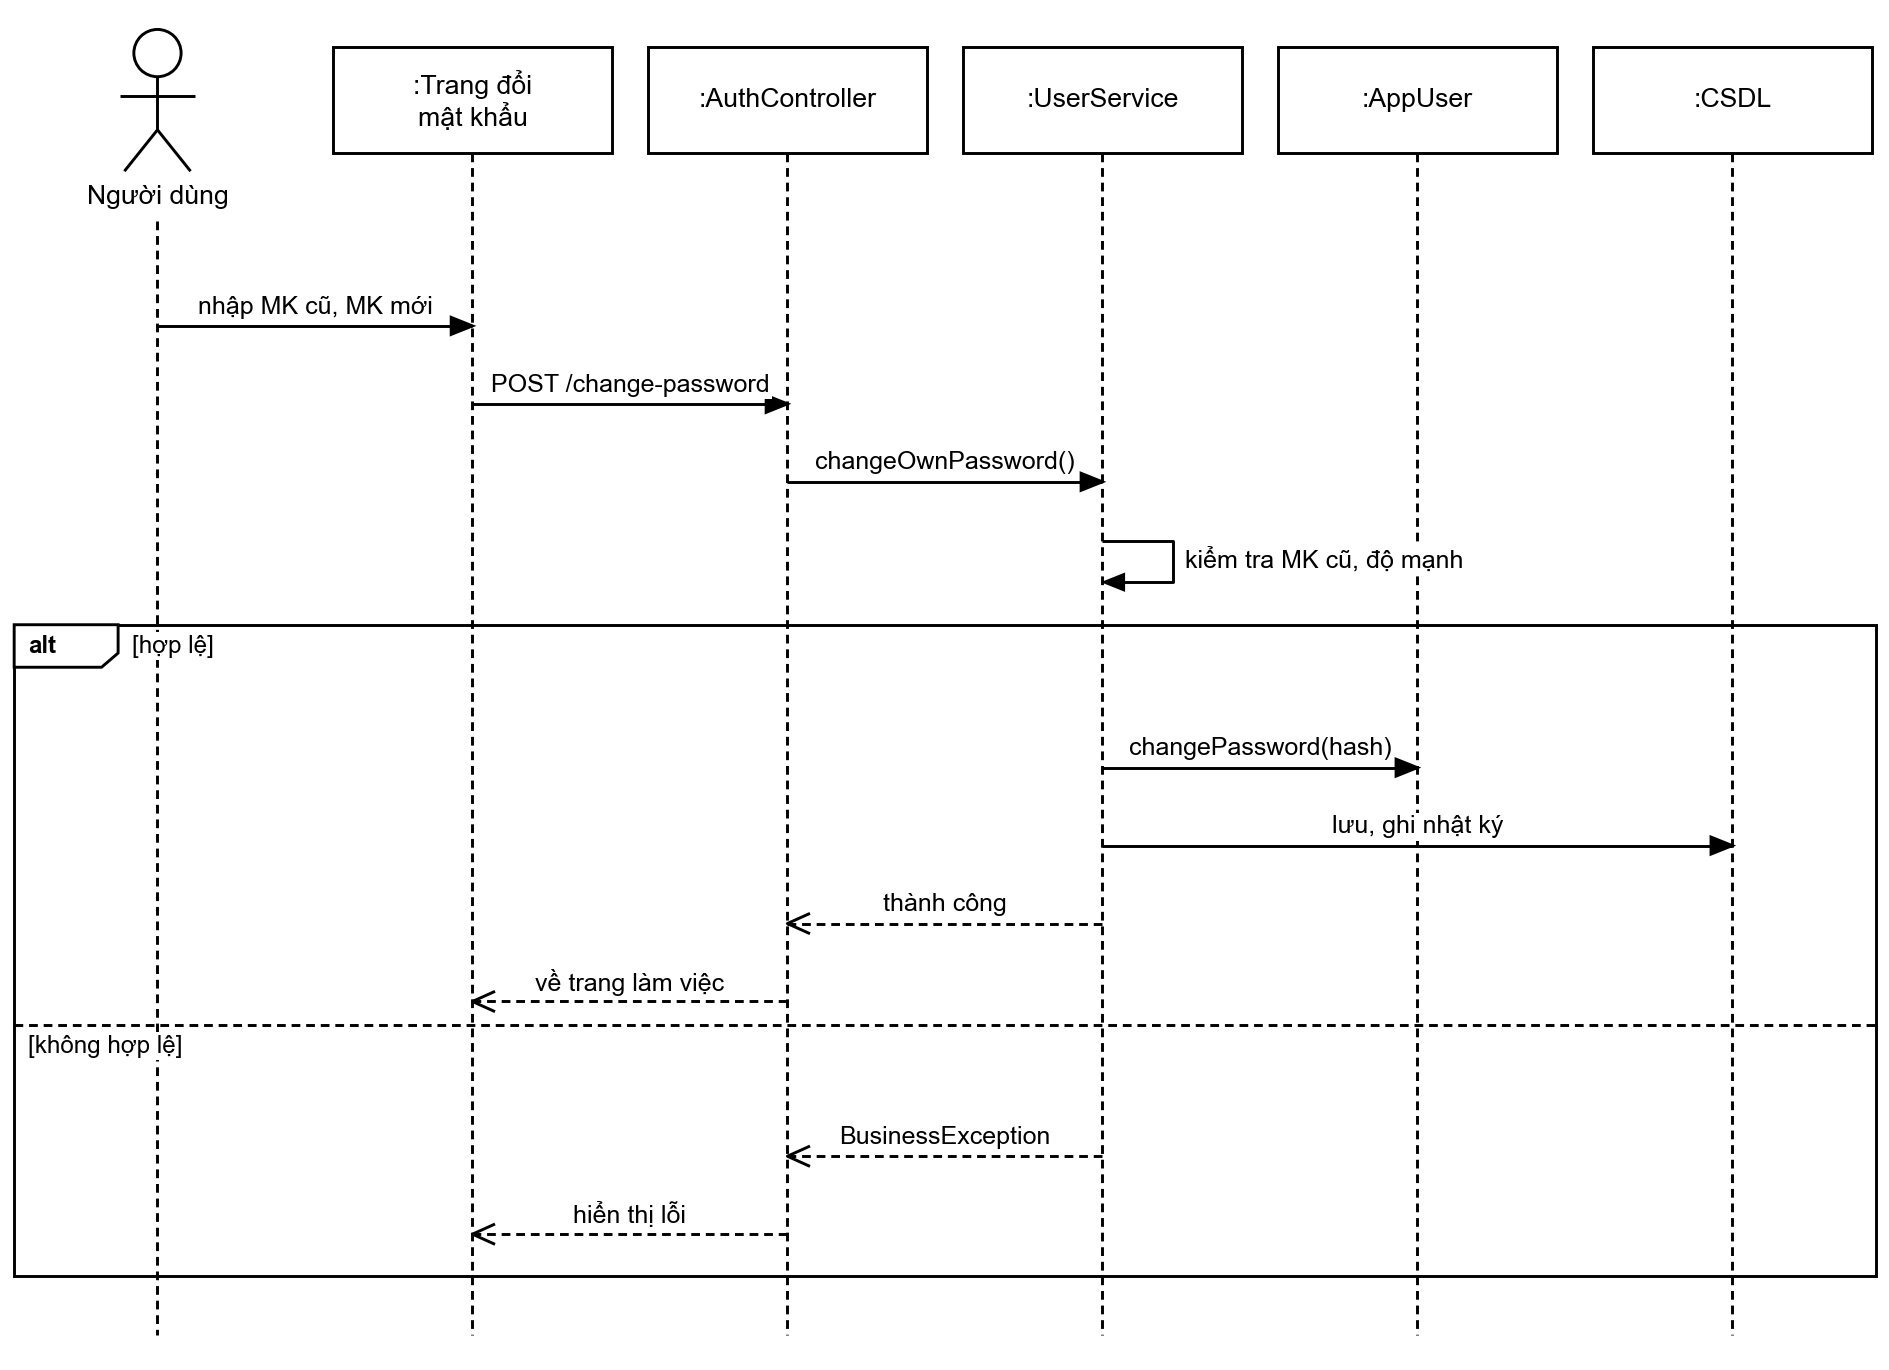 :Trang đổi
mật khẩu
:AuthController
:UserService
:AppUser
:CSDL
Người dùng
nhập MK cũ, MK mới
POST /change-password
changeOwnPassword()
kiểm tra MK cũ, độ mạnh
alt
[hợp lệ]
changePassword(hash)
lưu, ghi nhật ký
thành công
về trang làm việc
[không hợp lệ]
BusinessException
hiển thị lỗi